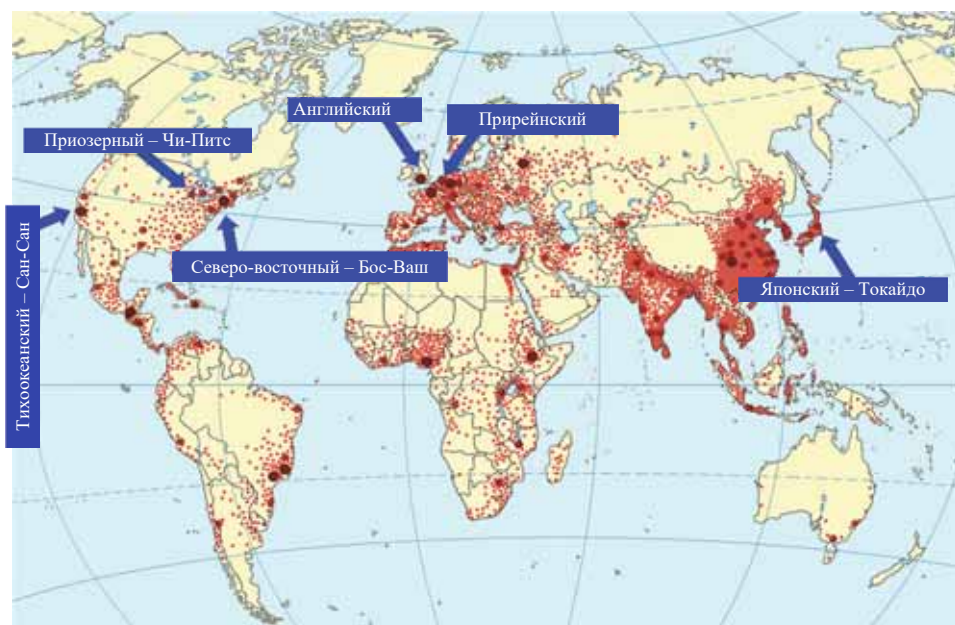 Английский
Прирейнский
Приозерный – Чи-Питс
Тихоокеанский – Сан-Сан
Северо-восточный – Бос-Ваш
Японский – Токайдо